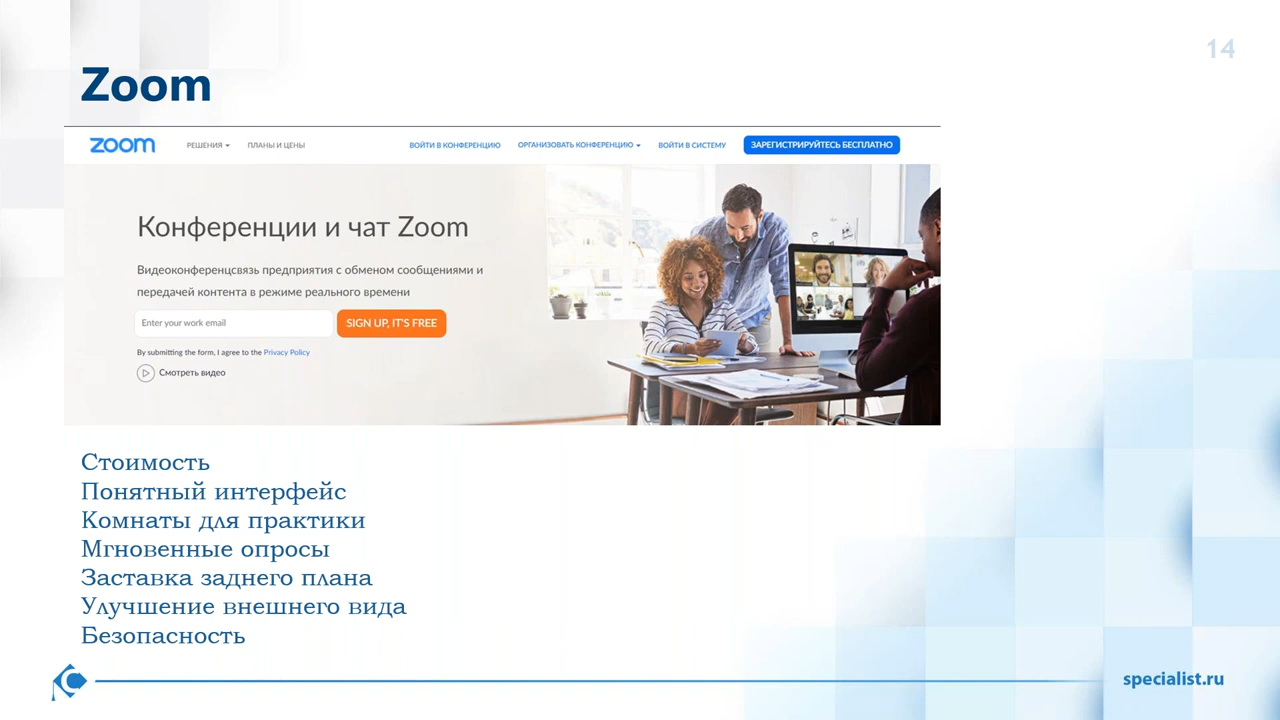 14
Zoom
zoom РЕШЕНИЯ ПЛАНЫ И ЦЕНЫ ВОЙТИ В КОНФЕРЕНЦИЮ ОРГАНИЗОВАТЬ КОНФЕРЕНЦИЮ ВОЙТИ В СИСТЕМУ ЗАРЕГИСТРИРУЙТЕСЬ БЕСПЛАТНО
Конференции и чат Zoom
Видеоконференцсвязь предприятия с обменом сообщениями и
передачей контента в режиме реального времени
Enter your work email SIGN UP, IT'S FREE
By submitting the form, I agree to the Privacy Policy
Смотреть видео
Стоимость
Понятный интерфейс
Комнаты для практики
Мгновенные опросы
Заставка заднего плана
Улучшение внешнего вида
Безопасность
specialist.ru